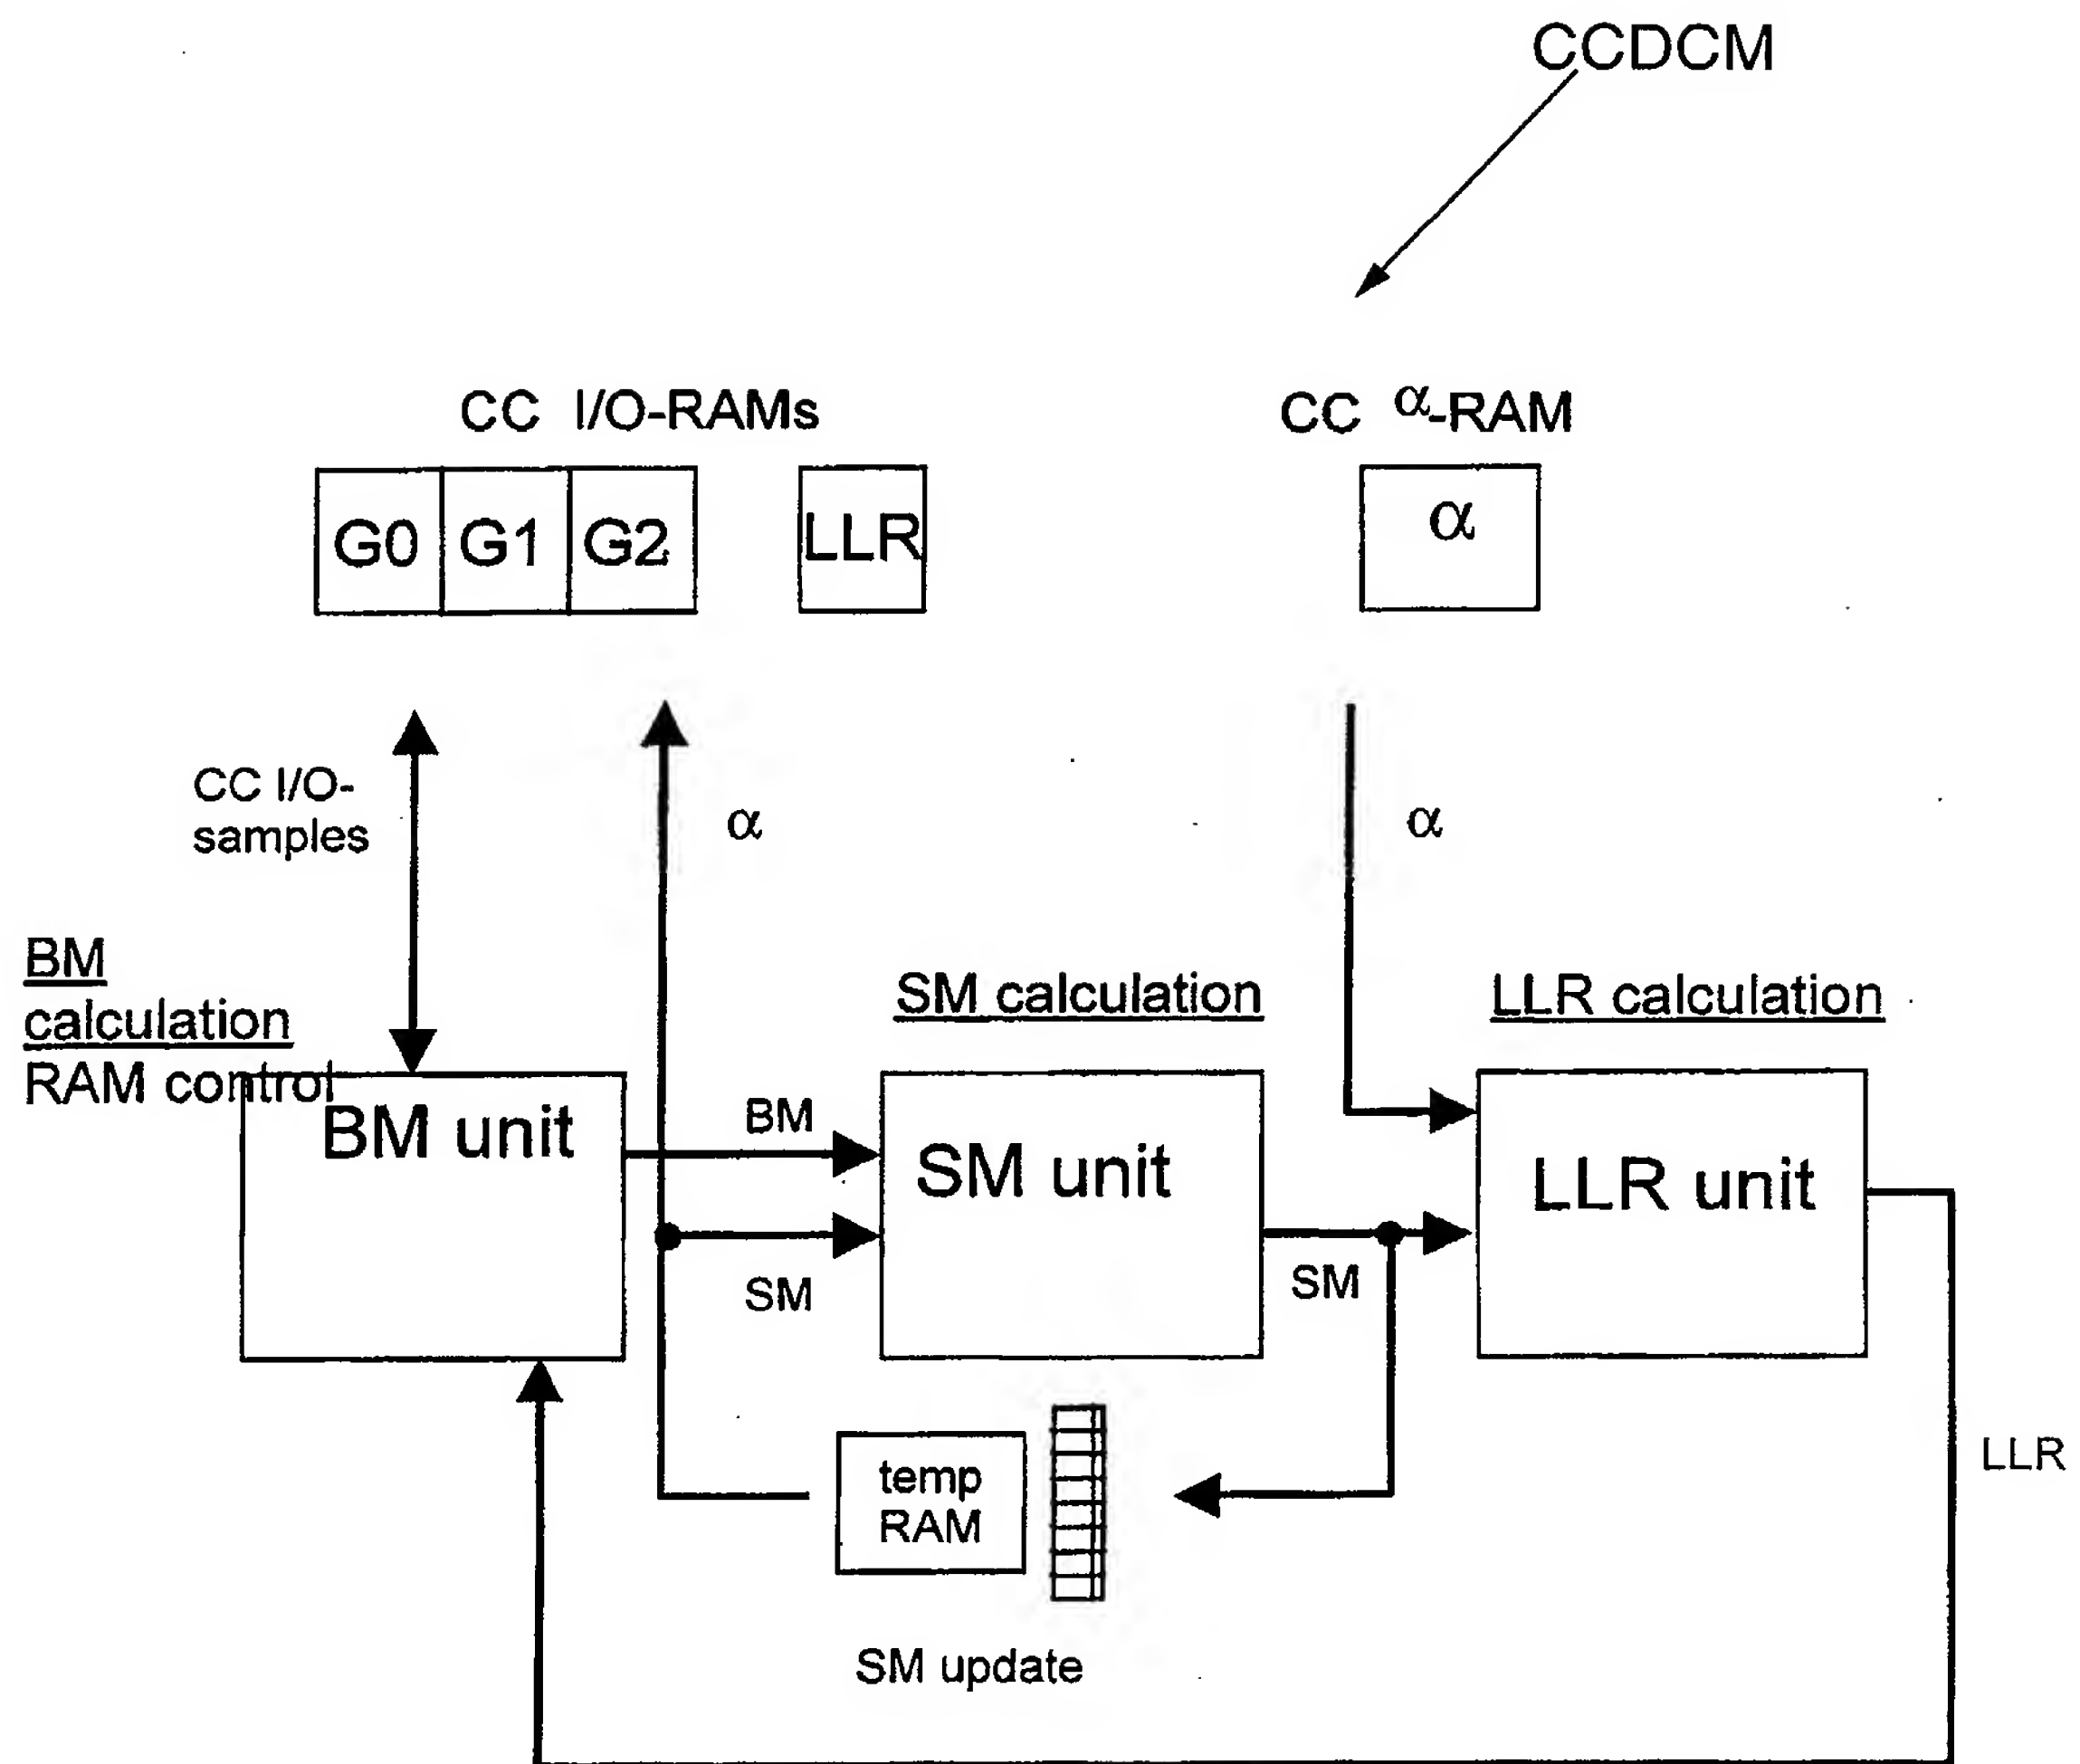 CCDCM
CC I/O-RAMs
CC α-RAM
G0 G1 G2
LLR
α
CC I/O-
samples
α
α
BM
calculation
RAM control
SM calculation
LLR calculation
BM unit
BM
SM unit
LLR unit
SM
SM
temp
RAM
LLR
SM update